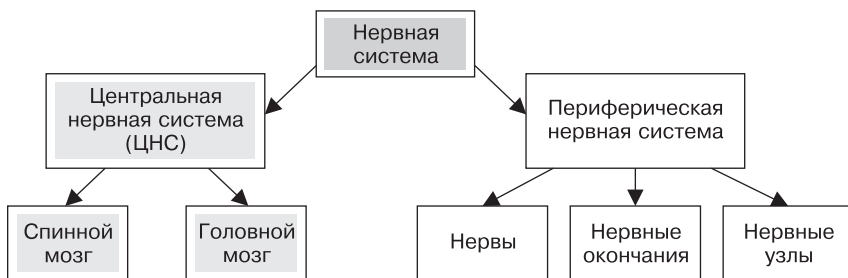 Нервная
система
Центральная
нервная система
(ЦНС)
Периферическая
нервная система
Спинной
мозг
Головной
мозг
Нервы
Нервные
окончания
Нервные
узлы